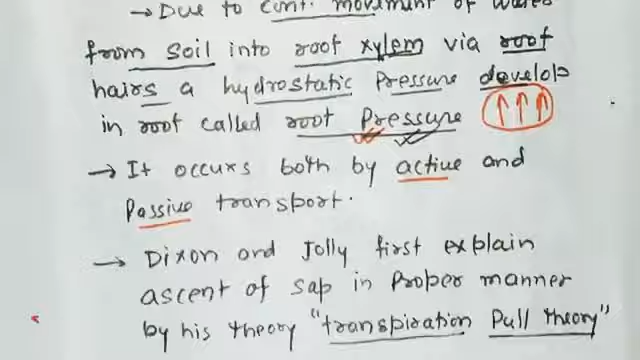 → Due to cont. movement of water
from soil into root xylem via root
hairs a hydrostatic Pressure develop
in root called root Pressure ↑↑↑
→ It occurs both by active and
Passive transport.
→ Dixon and Jolly first explain
ascent of sap in Proper manner
by his theory "transpiration Pull theory"